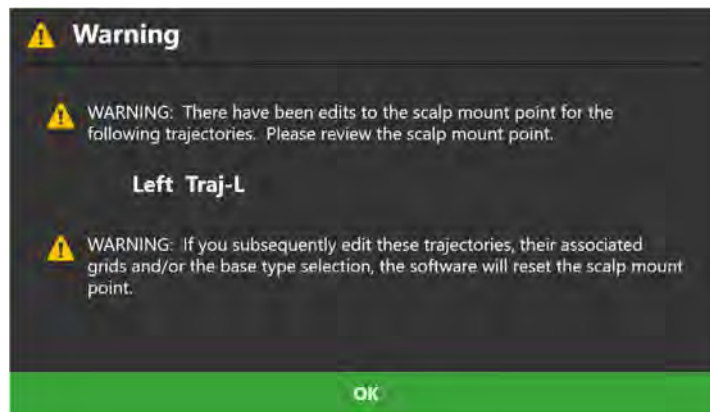 Warning
WARNING: There have been edits to the scalp mount point for the
following trajectories. Please review the scalp mount point.
Left Traj-L
WARNING: If you subsequently edit these trajectories, their associated
grids and/or the base type selection, the software will reset the scalp mount
point.
OK